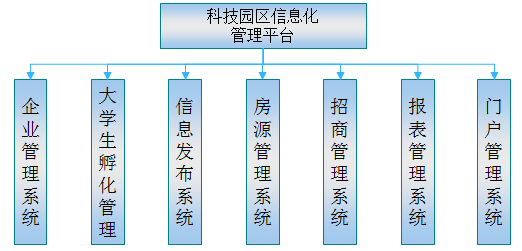 科技园区信息化
管理平台
企业管理系统
大学生孵化管理
信息发布系统
房源管理系统
招商管理系统
报表管理系统
门户管理系统